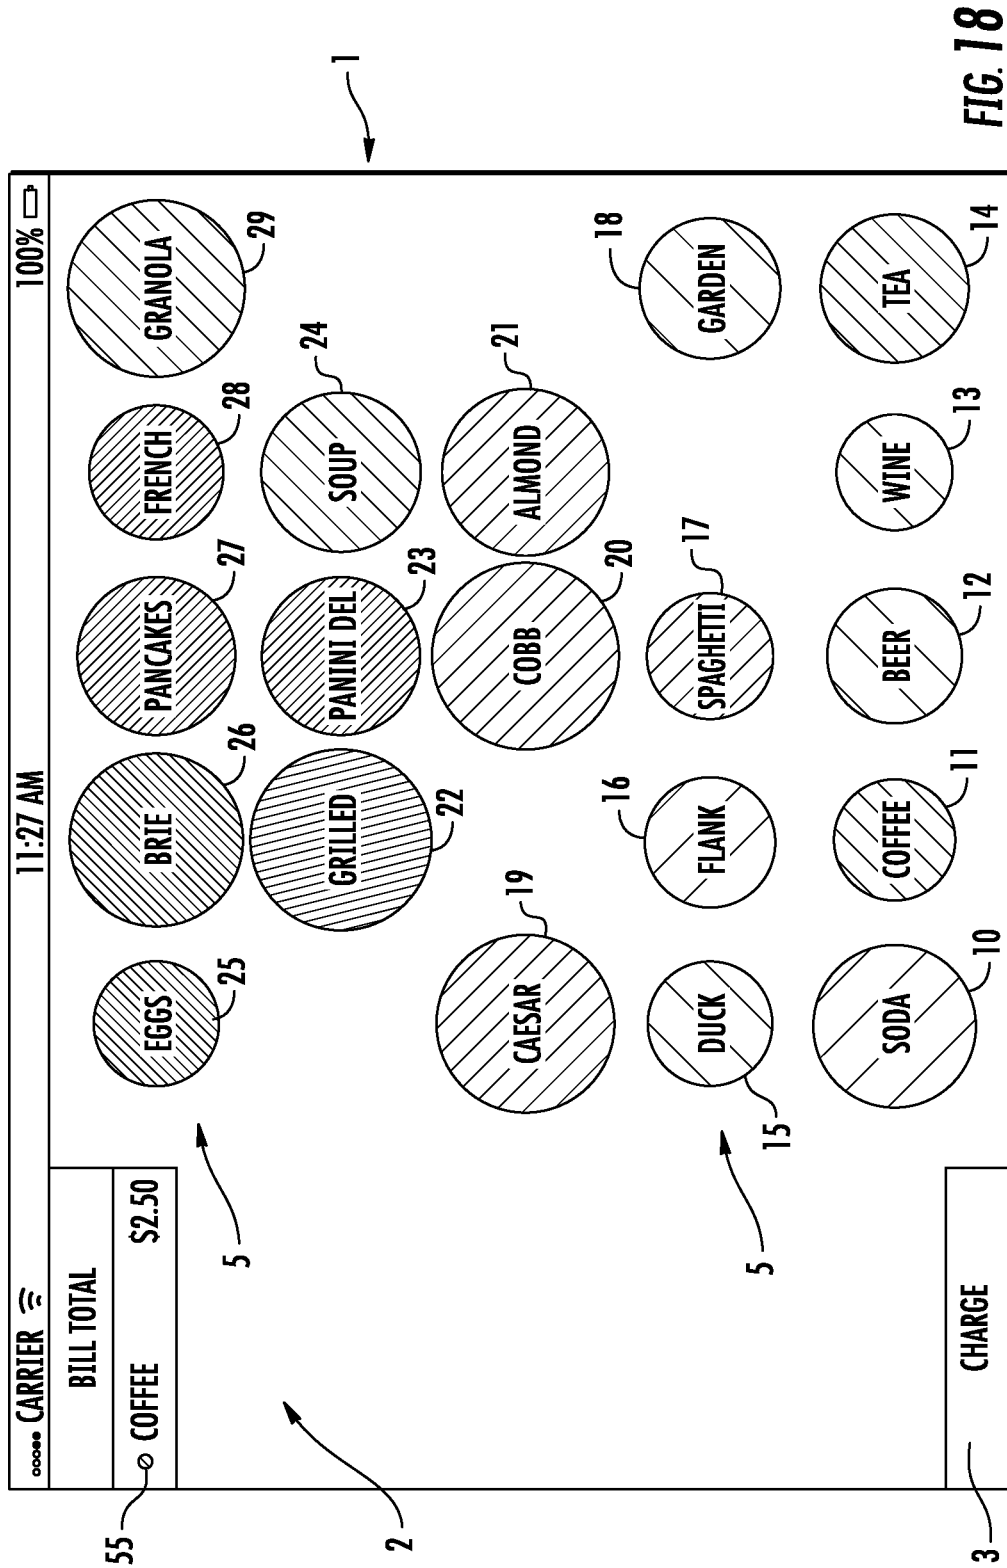 CARRIER 11:27 AM 100%
BILL TOTAL
55
COFFEE $2.50
EGGS BRIE PANCAKES FRENCH GRANOLA
5 25 26 27 28 29
24
GRILLED PANINI DEL SOUP
1
2
22 23
19 21
CAESAR COBB ALMOND
16 20 18
17
DUCK FLANK SPAGHETTI GARDEN
5 15
SODA COFFEE BEER WINE TEA
10 11 12 13 14
CHARGE
3
FIG. 18